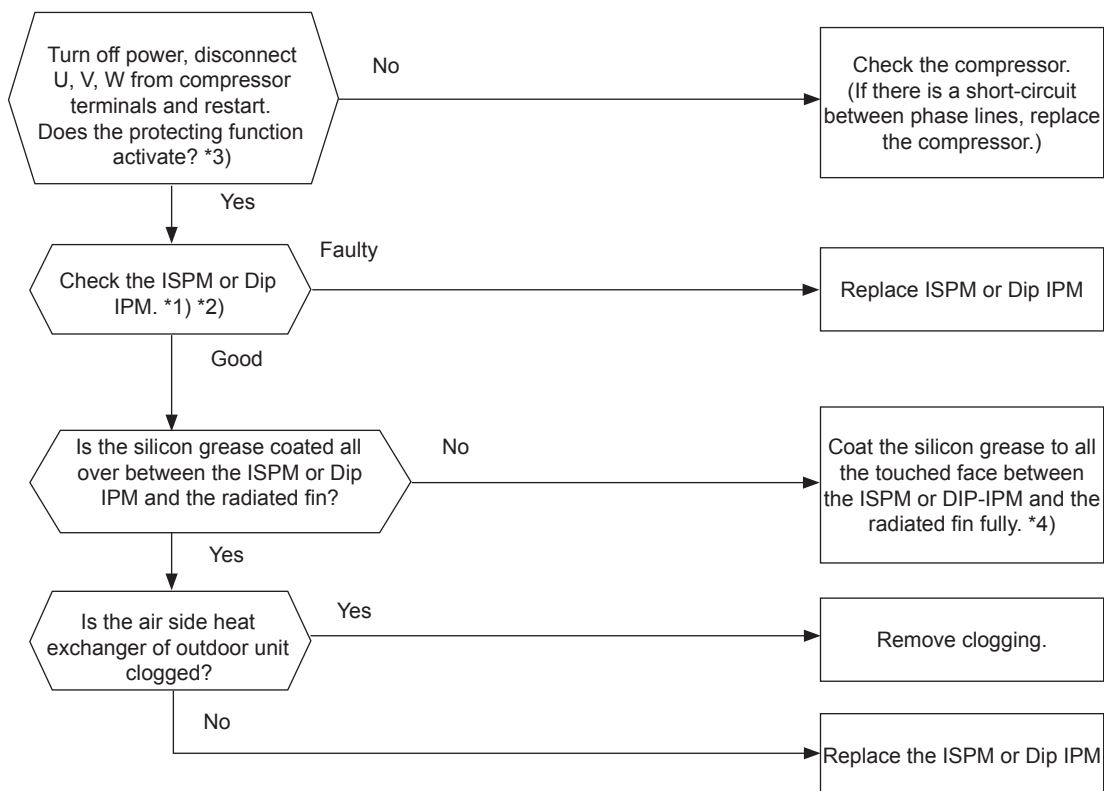 Turn off power, disconnect
U, V, W from compressor
terminals and restart.
Does the protecting function
activate? *3)
No
Check the compressor.
(If there is a short-circuit
between phase lines, replace
the compressor.)
Yes
Check the ISPM or Dip
IPM. *1) *2)
Faulty
Replace ISPM or Dip IPM
Good
Is the silicon grease coated all
over between the ISPM or Dip
IPM and the radiated fin?
No
Coat the silicon grease to all
the touched face between
the ISPM or DIP-IPM and the
radiated fin fully. *4)
Yes
Is the air side heat
exchanger of outdoor unit
clogged?
Yes
Remove clogging.
No
Replace the ISPM or Dip IPM